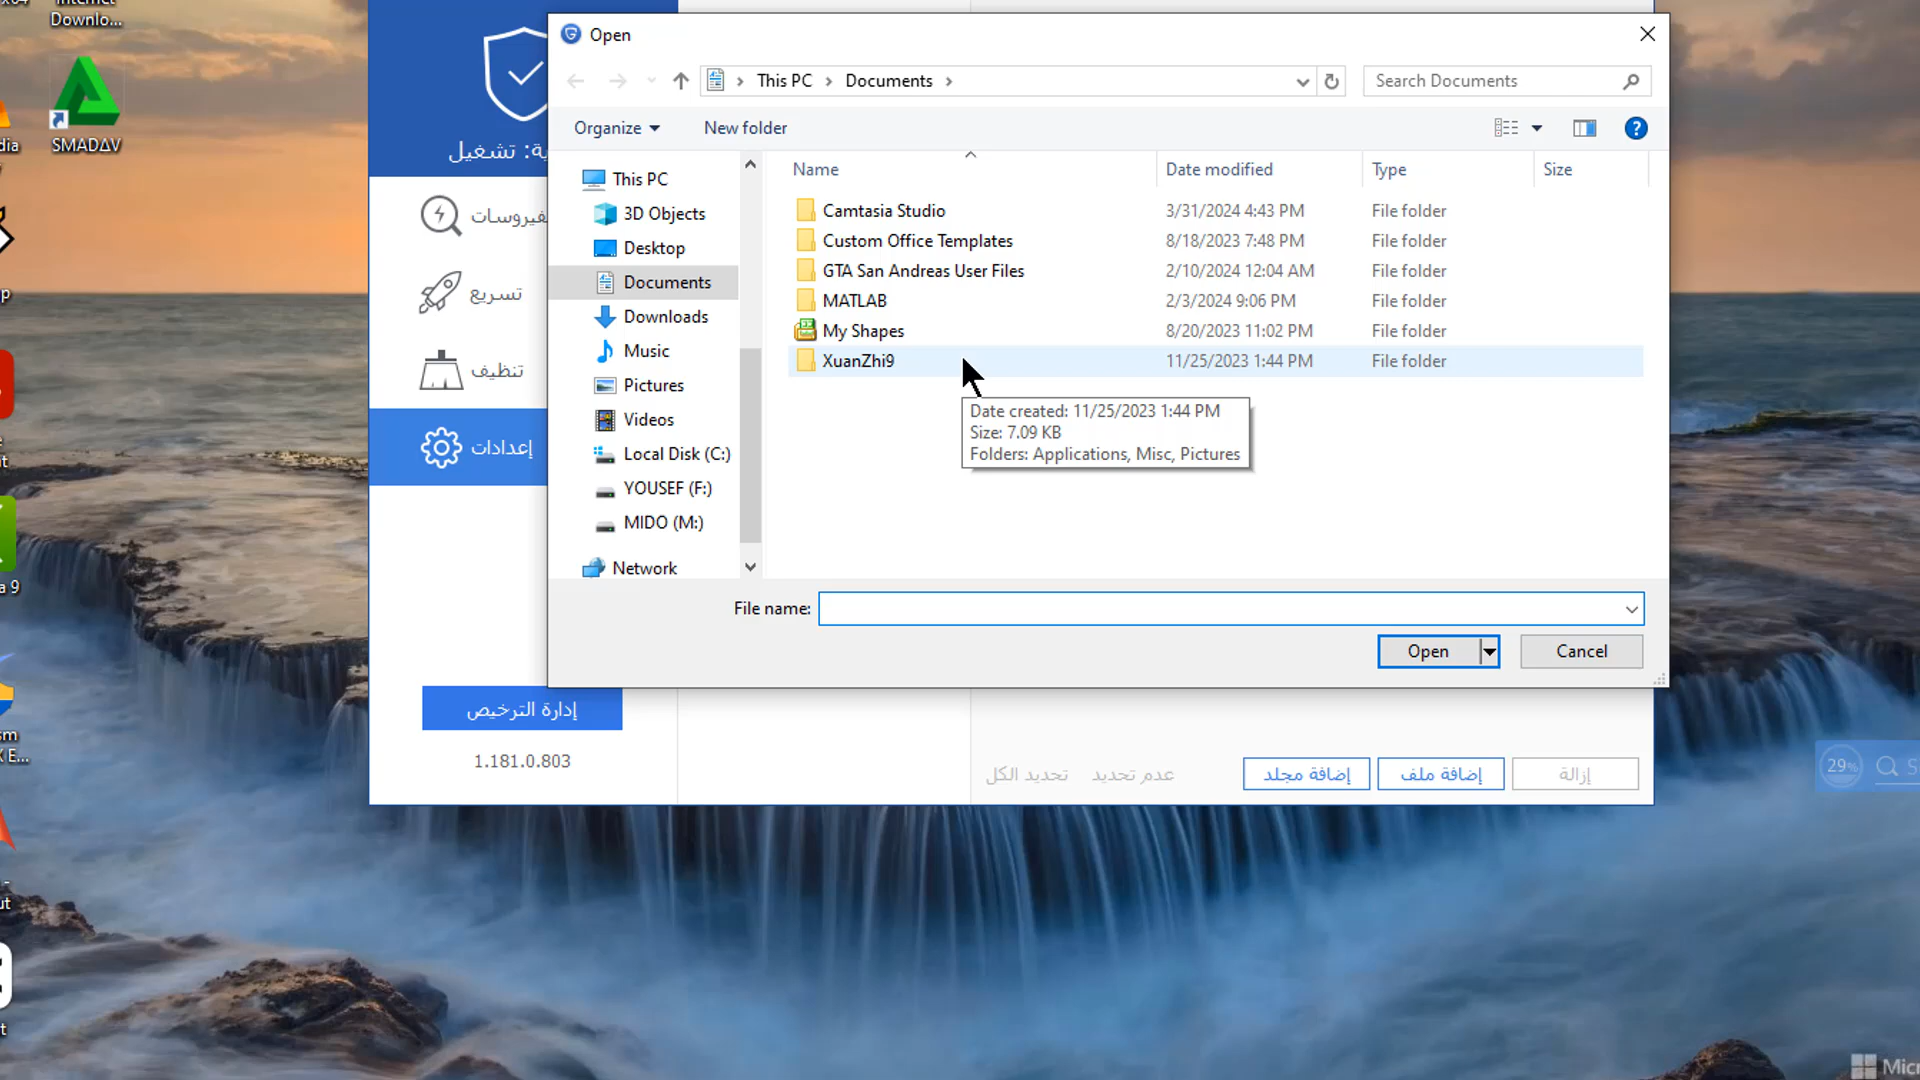 Downlo...
SMADΔV
Open
This PC
Documents
Search Documents
Organize
New folder
This PC
3D Objects
Desktop
Documents
Downloads
Music
Pictures
Videos
Local Disk (C:)
YOUSEF (F:)
MIDO (M:)
Network
Name
Date modified
Type
Size
Camtasia Studio 3/31/2024 4:43 PM File folder
Custom Office Templates 8/18/2023 7:48 PM File folder
GTA San Andreas User Files 2/10/2024 12:04 AM File folder
MATLAB 2/3/2024 9:06 PM File folder
My Shapes 8/20/2023 11:02 PM File folder
XuanZhi9 11/25/2023 1:44 PM File folder
Date created: 11/25/2023 1:44 PM
Size: 7.09 KB
Folders: Applications, Misc, Pictures
File name:
Open
Cancel
تشغيل
تسريع
تنظيف
إعدادات
إدارة الترخيص
1.181.0.803
تحديد الكل
عدم تحديد
إضافة مجلد
إضافة ملف
إزالة
29%